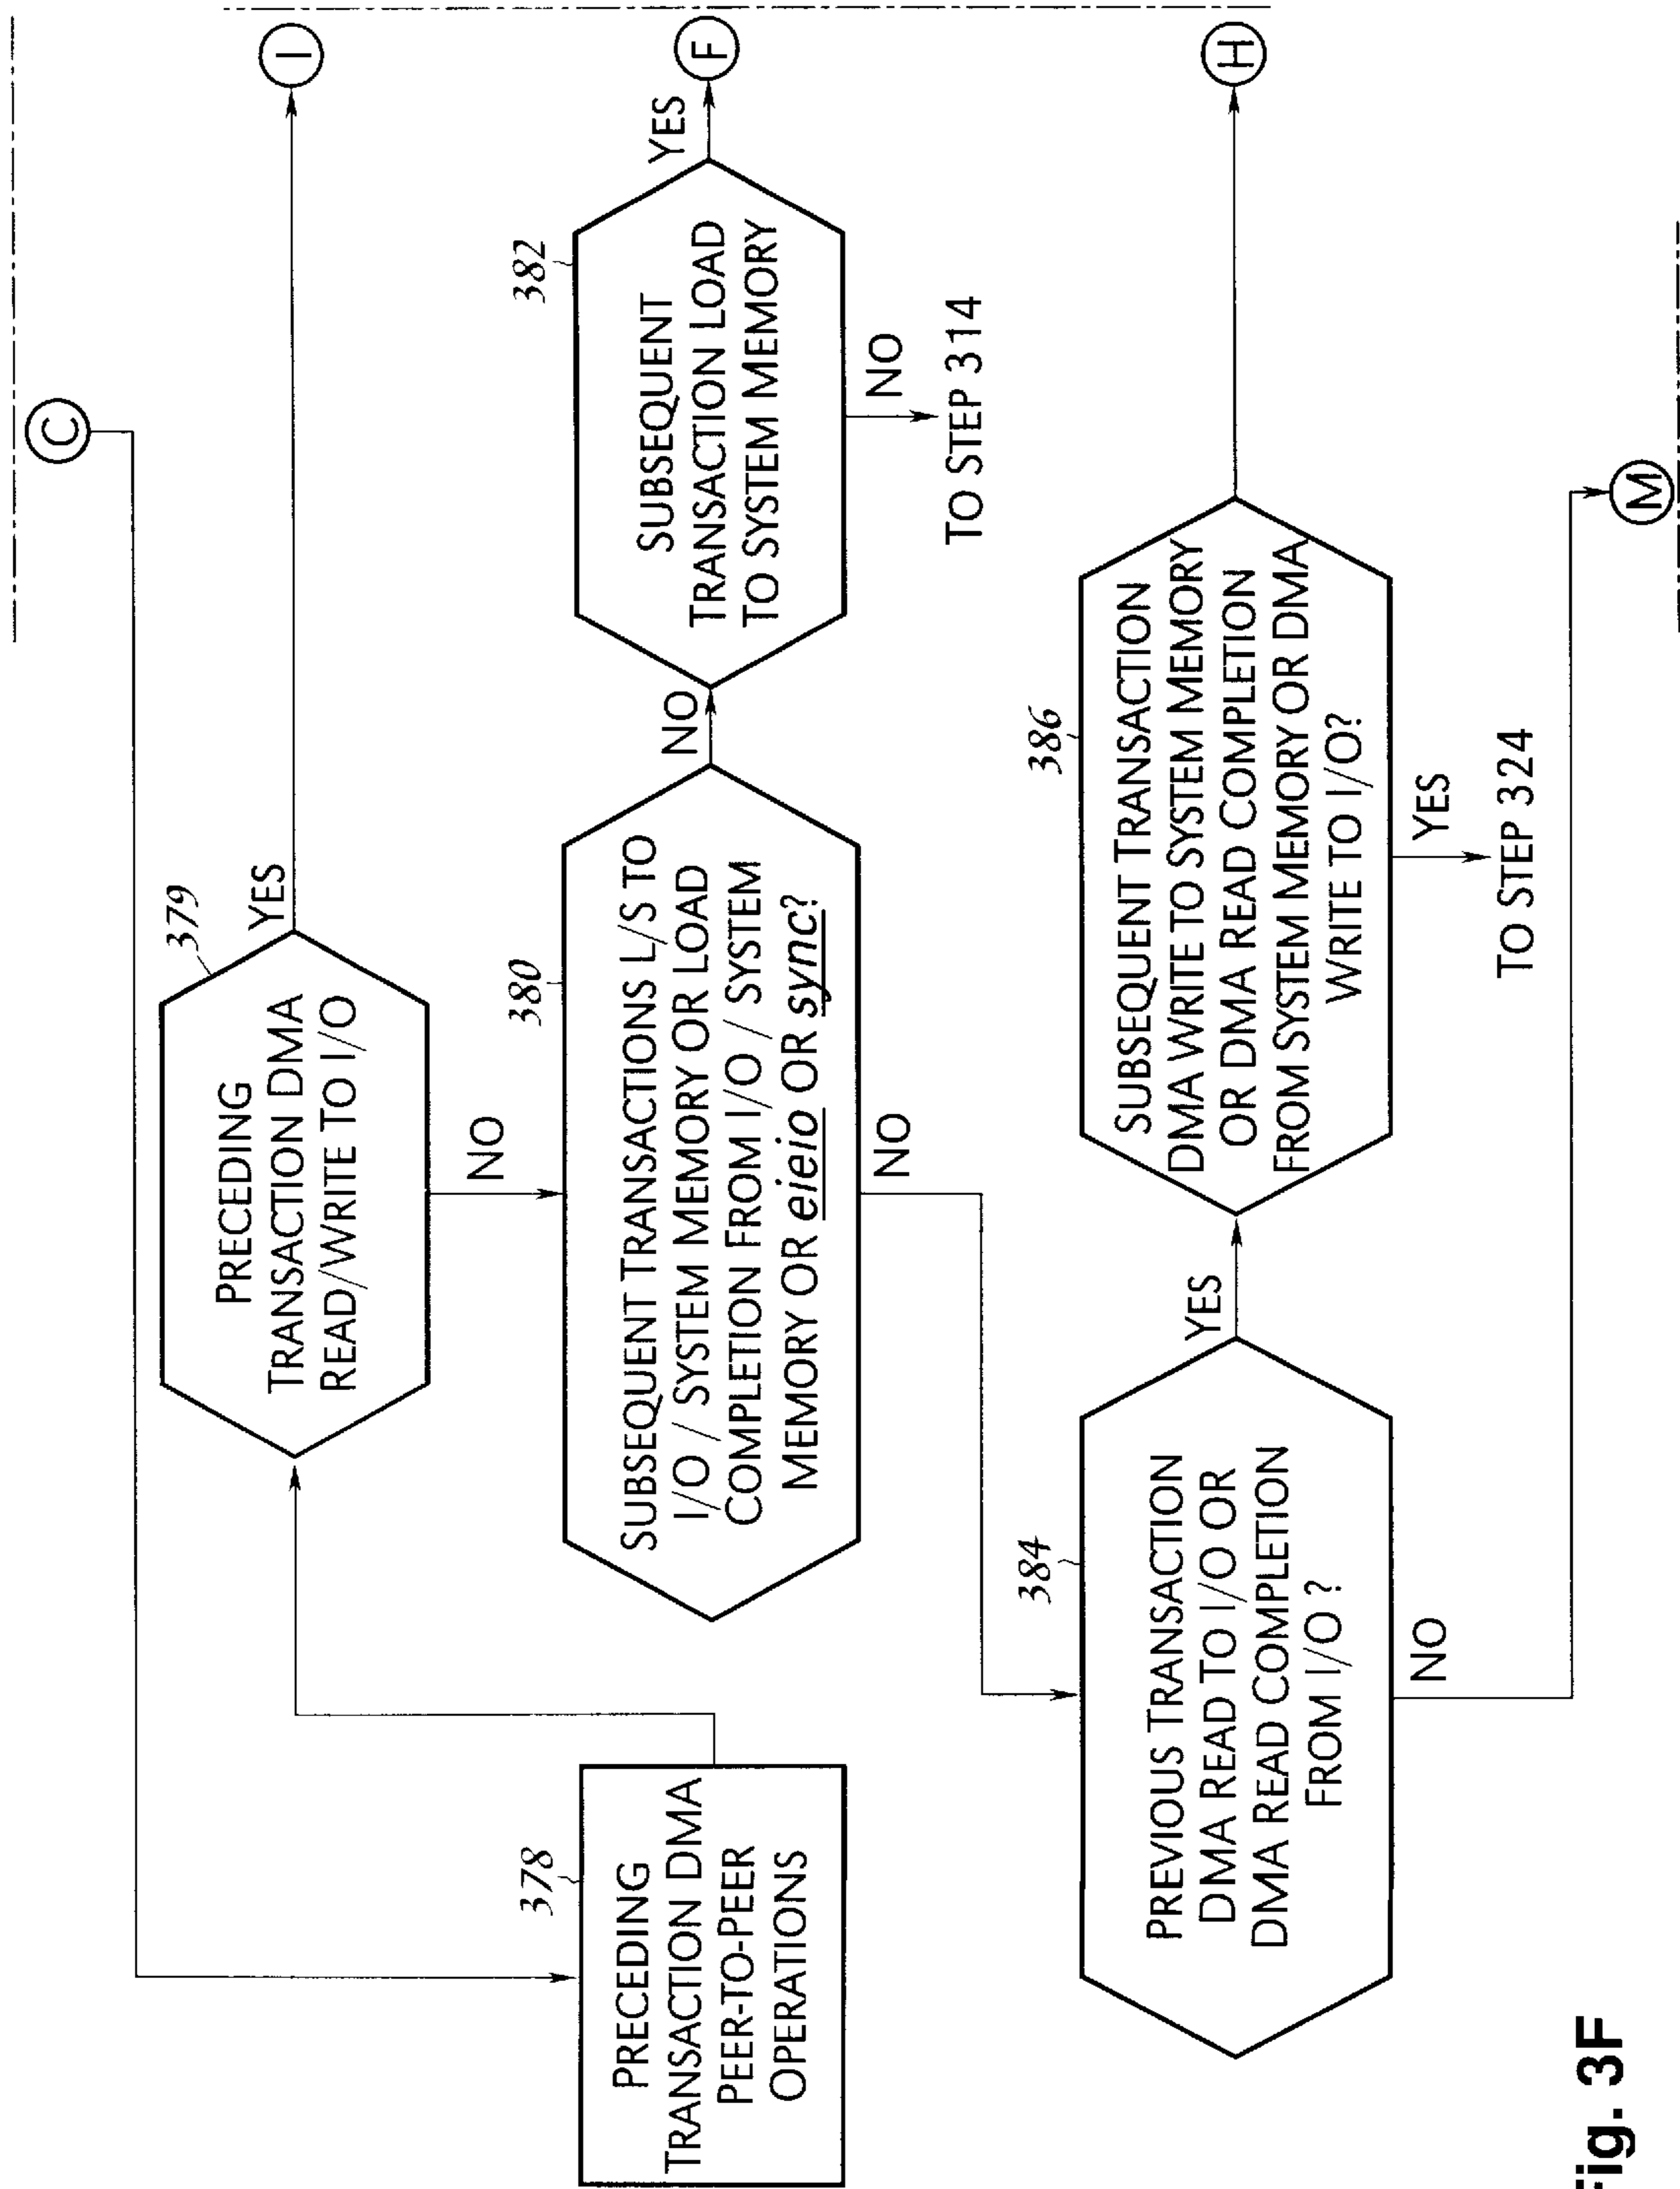 C
378
PRECEDING
TRANSACTION DMA
PEER-TO-PEER
OPERATIONS
379
PRECEDING
TRANSACTION DMA
READ/WRITE TO I/O
YES
I
NO
380
SUBSEQUENT TRANSACTIONS L/S TO
I/O / SYSTEM MEMORY OR LOAD
COMPLETION FROM I/O / SYSTEM
MEMORY OR eieio OR sync?
NO
382
SUBSEQUENT
TRANSACTION LOAD
TO SYSTEM MEMORY
YES
F
NO
TO STEP 314
NO
384
PREVIOUS TRANSACTION
DMA READ TO I/O OR
DMA READ COMPLETION
FROM I/O ?
YES
386
SUBSEQUENT TRANSACTION
DMA WRITE TO SYSTEM MEMORY
OR DMA READ COMPLETION
FROM SYSTEM MEMORY OR DMA
WRITE TO I/O?
H
YES
TO STEP 324
NO
M
Fig. 3F